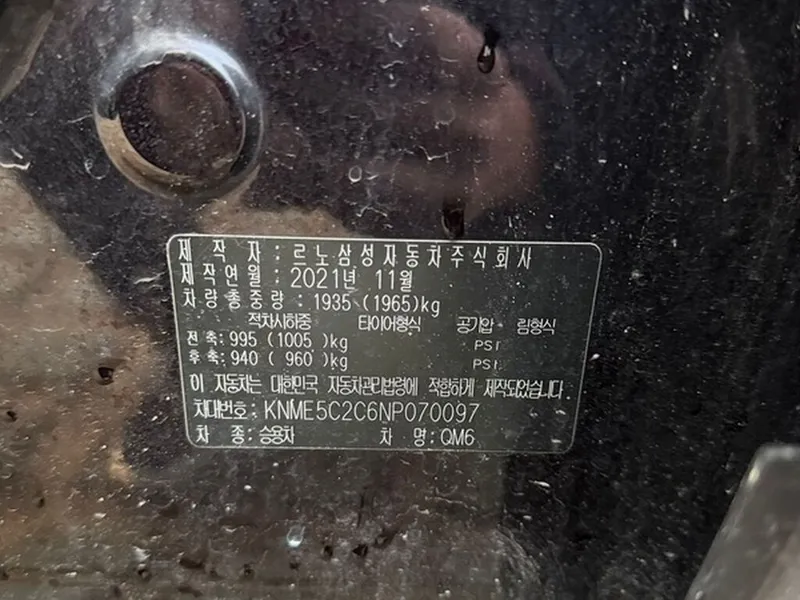 제 작 자 : 르노삼성자동차주식회사
제작연월 : 2021년 11월
차량총중량 : 1935 (1965)kg
적차시하중 타이어형식 공기압 림형식
전 축 : 995 (1005 )kg PSI
후 축 : 940 ( 960 )kg PSI
이 자동차는 대한민국 자동차관리법령에 적합하게 제작되었습니다.
차대번호 : KNME5C2C6NP070097
차 종 : 승용차 차 명 : QM6